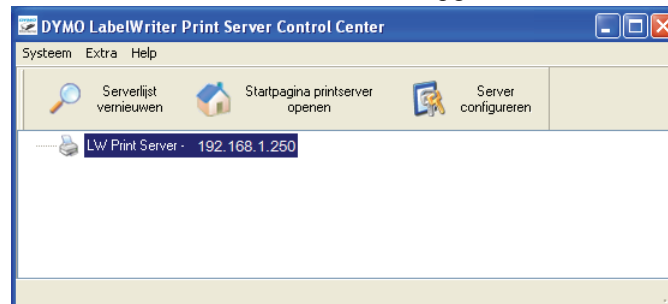 DYMO LabelWriter Print Server Control Center
Systeem Extra Help
Serverlijst vernieuwen
Startpagina printserver openen
Server configureren
LW Print Server - 192.168.1.250